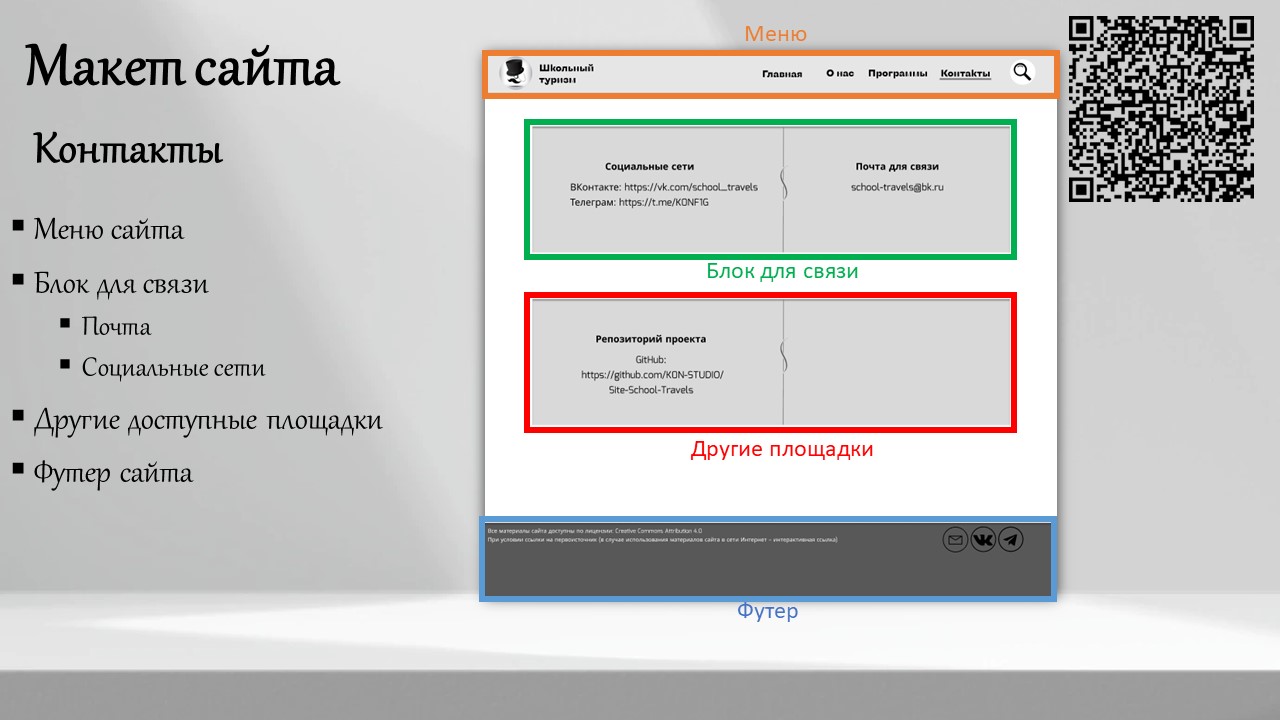 Макет сайта
Контакты
Меню сайта
Блок для связи
Почта
Социальные сети
Другие доступные площадки
Футер сайта
Меню
Школьный
туризм
Главная
О нас
Программы
Контакты
Социальные сети
ВКонтакте: https://vk.com/school_travels
Телеграм: https://t.me/K0NF1G
Почта для связи
school-travels@bk.ru
Блок для связи
Репозиторий проекта
GitHub:
https://github.com/K0N-STUDIO/
Site-School-Travels
Другие площадки
Все материалы сайта доступны по лицензии: Creative Commons Attribution 4.0
При условии ссылки на первоисточник (в случае использования материалов сайта в сети Интернет – интерактивная ссылка)
Футер